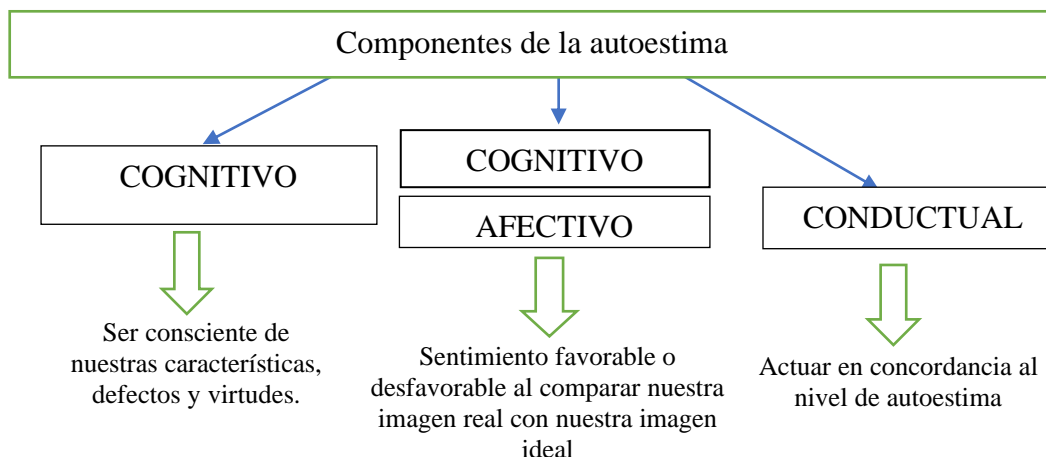 Componentes de la autoestima
COGNITIVO
COGNITIVO
AFECTIVO
CONDUCTUAL
Ser consciente de
nuestras características,
defectos y virtudes.
Sentimiento favorable o
desfavorable al comparar nuestra
imagen real con nuestra imagen
ideal
Actuar en concordancia al
nivel de autoestima